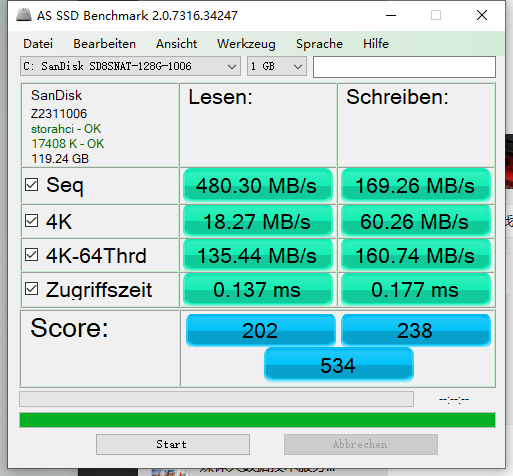 AS SSD Benchmark 2.0.7316.34247
Datei Bearbeiten Ansicht Werkzeug Sprache Hilfe
C: SanDisk SD8SNAT-128G-1006 1 GB
SanDisk
Z2311006
storahci - OK
17408 K - OK
119.24 GB
Lesen: Schreiben:
Seq 480.30 MB/s 169.26 MB/s
4K 18.27 MB/s 60.26 MB/s
4K-64Thrd 135.44 MB/s 160.74 MB/s
Zugriffszeit 0.137 ms 0.177 ms
Score: 202 238
534
--:--:--
Start Abbrechen